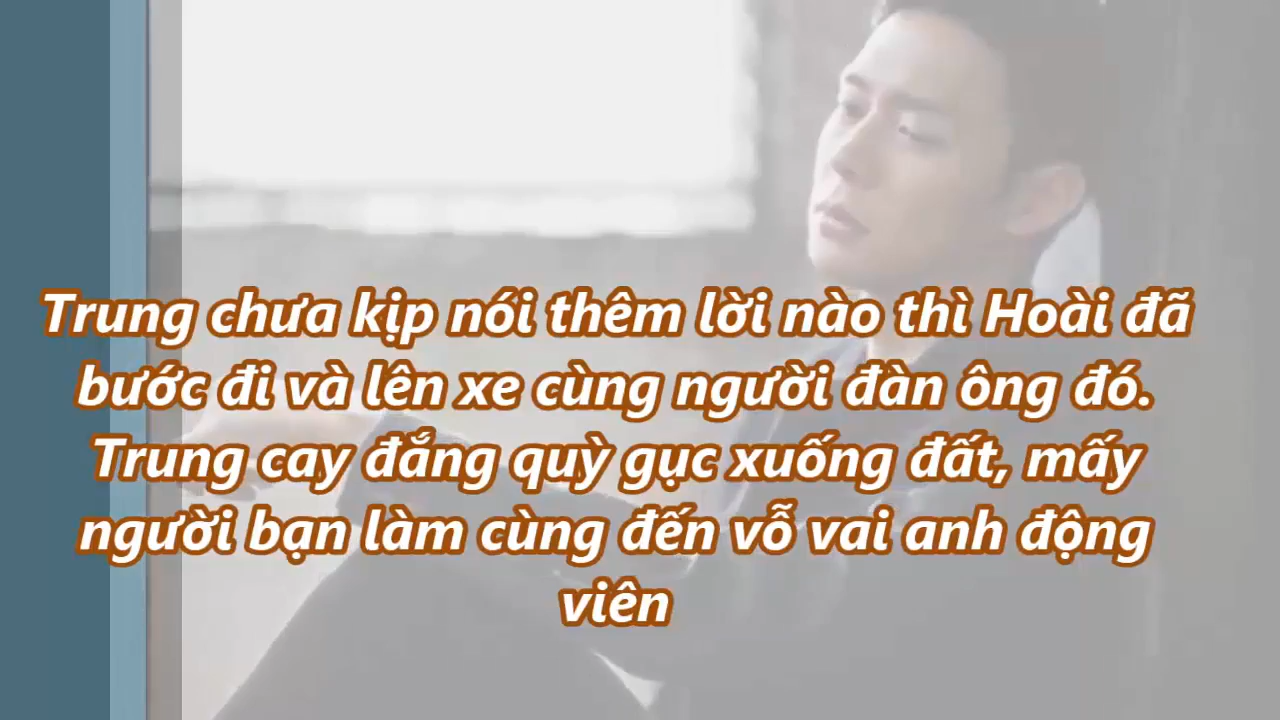 Trung chưa kịp nói thêm lời nào thì Hoài đã
bước đi và lên xe cùng người đàn ông đó.
Trung cay đắng quỳ gục xuống đất, mấy
người bạn làm cùng đến vỗ vai anh động
viên